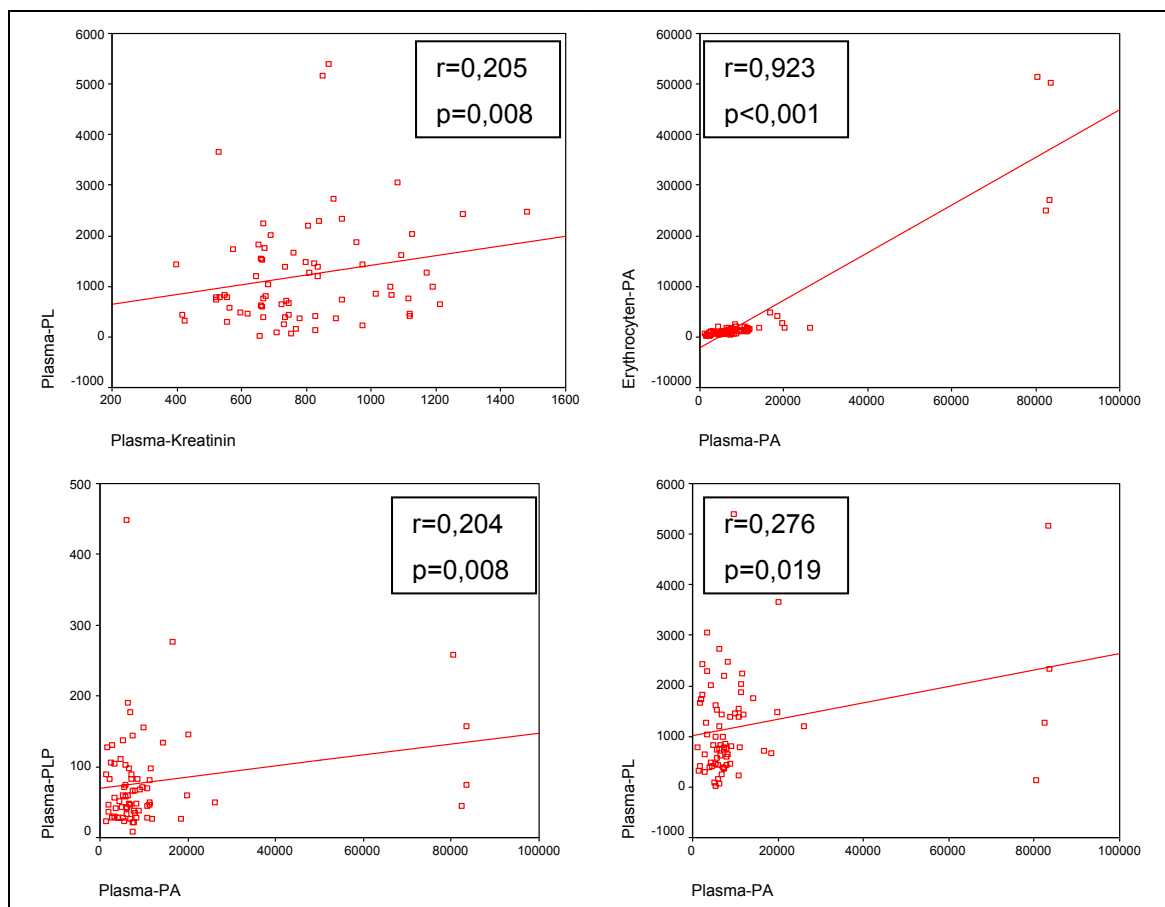 6000
5000
4000
3000
2000
1000
0
-1000
Plasma-PL
200 400 600 800 1000 1200 1400 1600
Plasma-Kreatinin
r=0,205
p=0,008
60000
50000
40000
30000
20000
10000
0
-10000
Erythrocyten-PA
0 20000 40000 60000 80000 100000
Plasma-PA
r=0,923
p<0,001
500
400
300
200
100
0
Plasma-PLP
0 20000 40000 60000 80000 100000
Plasma-PA
r=0,204
p=0,008
6000
5000
4000
3000
2000
1000
0
-1000
Plasma-PL
0 20000 40000 60000 80000 100000
Plasma-PA
r=0,276
p=0,019